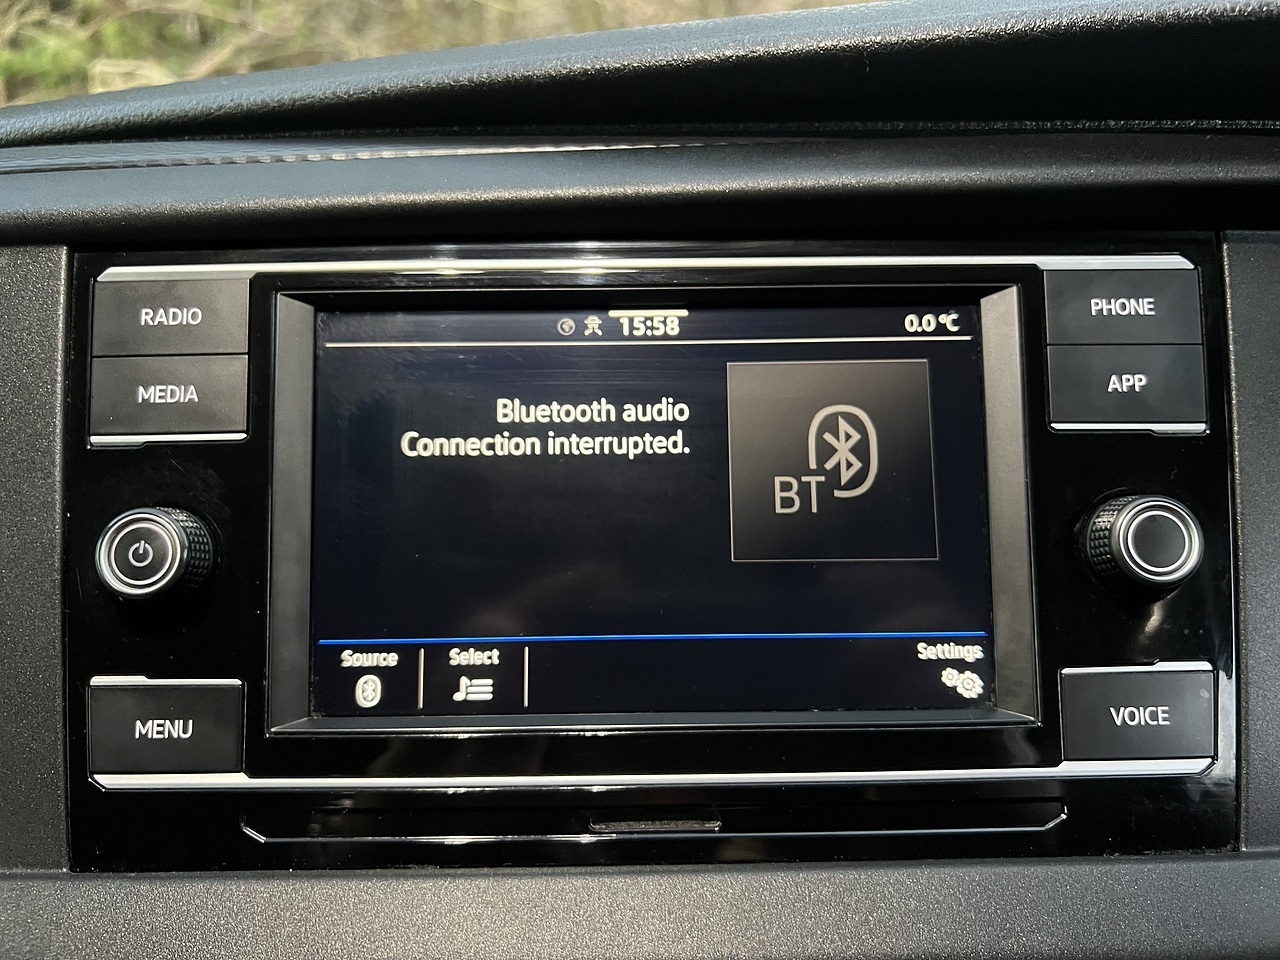 RADIO
MEDIA
MENU
15:58
0.0 °C
Bluetooth audio
Connection interrupted.
BT
Source
Select
Settings
PHONE
APP
VOICE